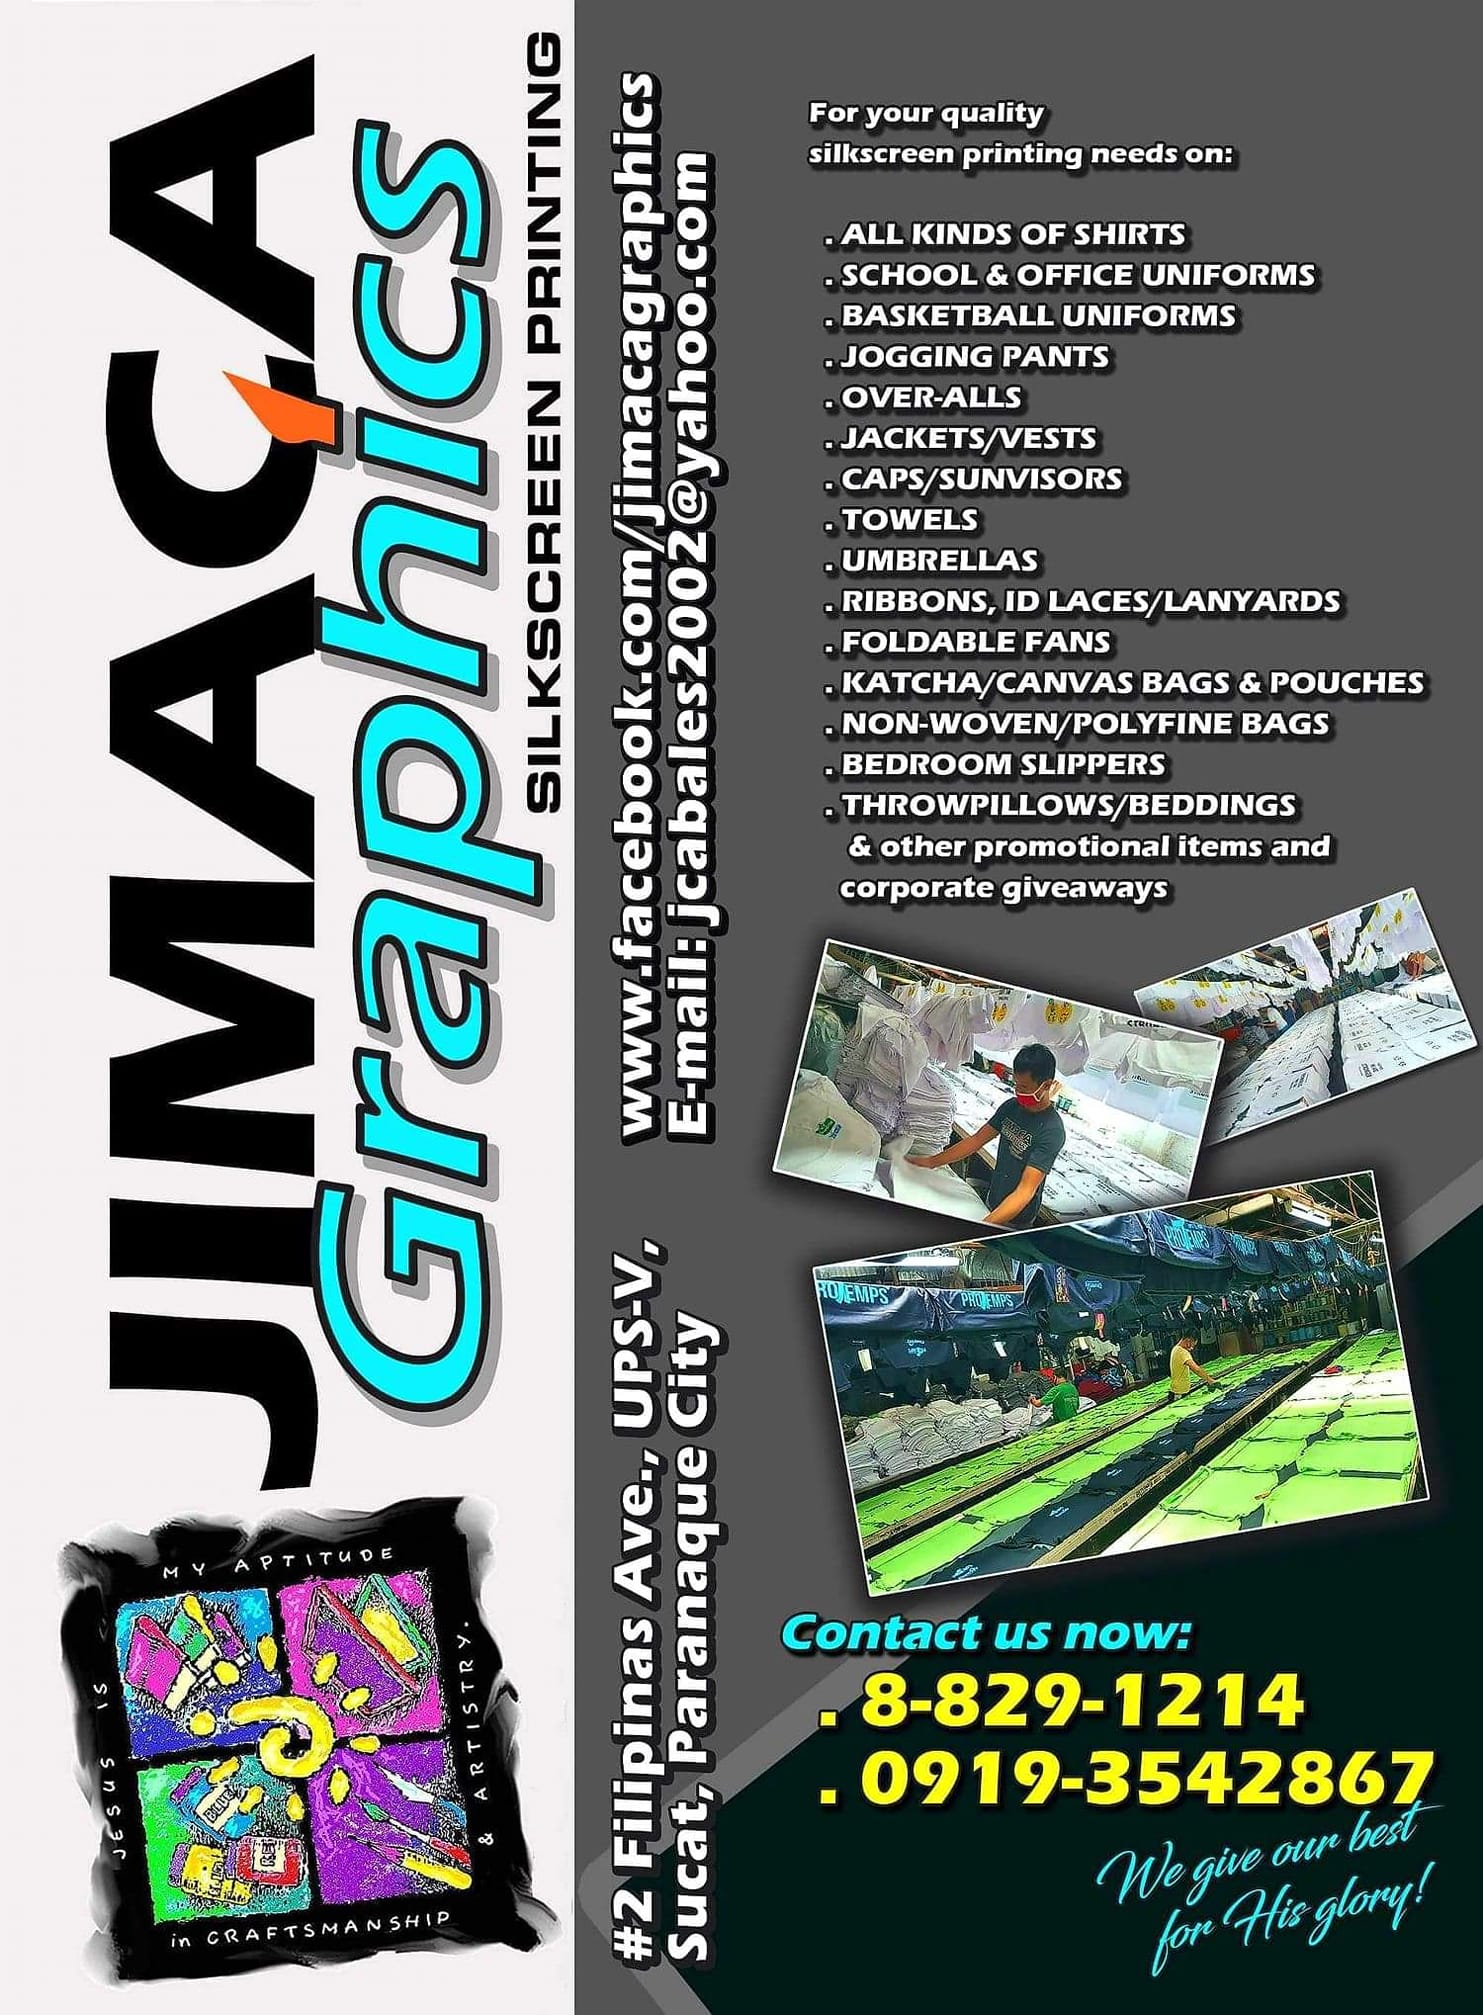 JIMACA
Graphics
SILKSCREEN PRINTING
JESUS IS
MY APTITUDE
in CRAFTSMANSHIP
& ARTISTRY.
BLUE
RED
www.facebook.com/jimacagraphics
E-mail: jcabales2002@yahoo.com
#2 Filipinas Ave., UPS-V,
Sucat, Paranaque City
For your quality
silkscreen printing needs on:
. ALL KINDS OF SHIRTS
. SCHOOL & OFFICE UNIFORMS
. BASKETBALL UNIFORMS
. JOGGING PANTS
. OVER-ALLS
. JACKETS/VESTS
. CAPS/SUNVISORS
. TOWELS
. UMBRELLAS
. RIBBONS, ID LACES/LANYARDS
. FOLDABLE FANS
. KATCHA/CANVAS BAGS & POUCHES
. NON-WOVEN/POLYFINE BAGS
. BEDROOM SLIPPERS
. THROWPILLOWS/BEDDINGS
& other promotional items and
corporate giveaways
PROTEMPS
Contact us now:
. 8-829-1214
. 0919-3542867
We give our best
for His glory!